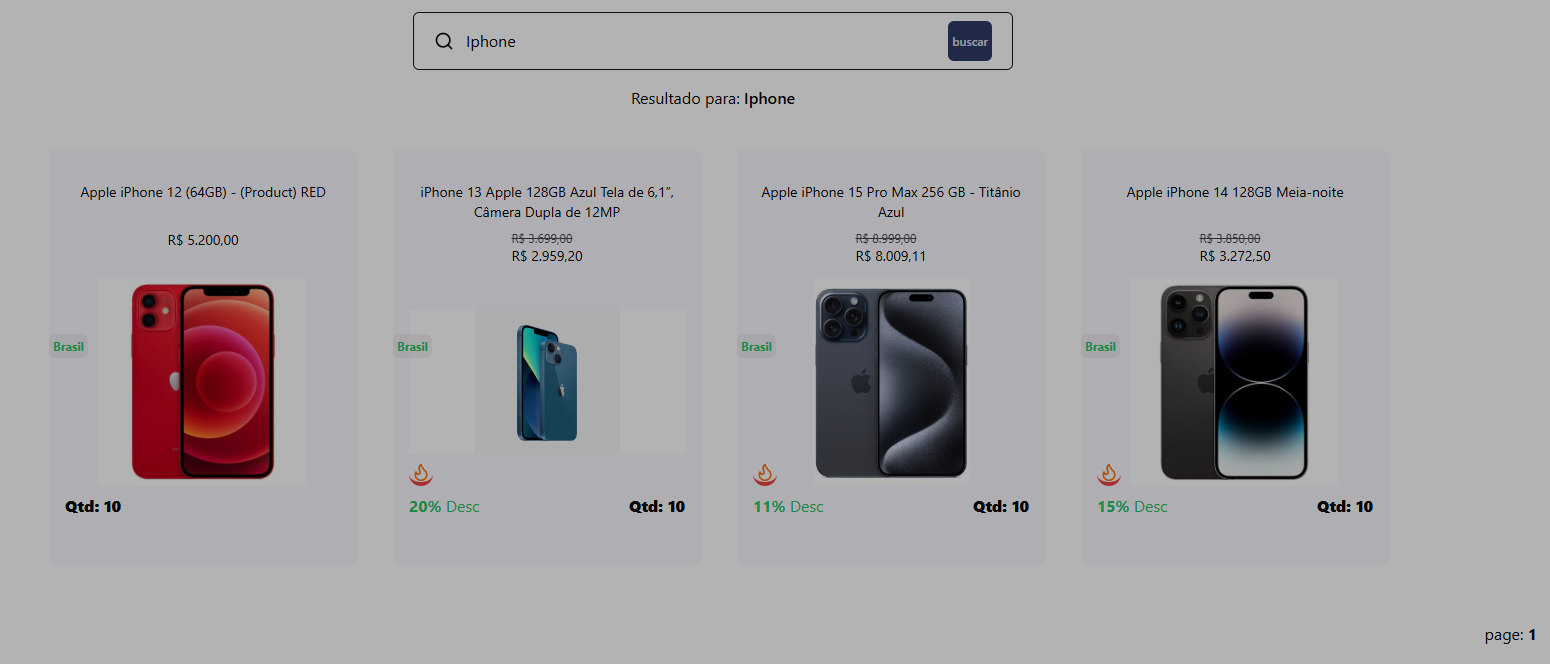 Iphone
buscar
Resultado para: Iphone
Apple iPhone 12 (64GB) - (Product) RED
R$ 5.200,00
Brasil
Qtd: 10
iPhone 13 Apple 128GB Azul Tela de 6,1”,
Câmera Dupla de 12MP
R$ 3.699,00
R$ 2.959,20
Brasil
20% Desc
Qtd: 10
Apple iPhone 15 Pro Max 256 GB - Titânio
Azul
R$ 8.999,00
R$ 8.009,11
Brasil
11% Desc
Qtd: 10
Apple iPhone 14 128GB Meia-noite
R$ 3.850,00
R$ 3.272,50
Brasil
15% Desc
Qtd: 10
page: 1